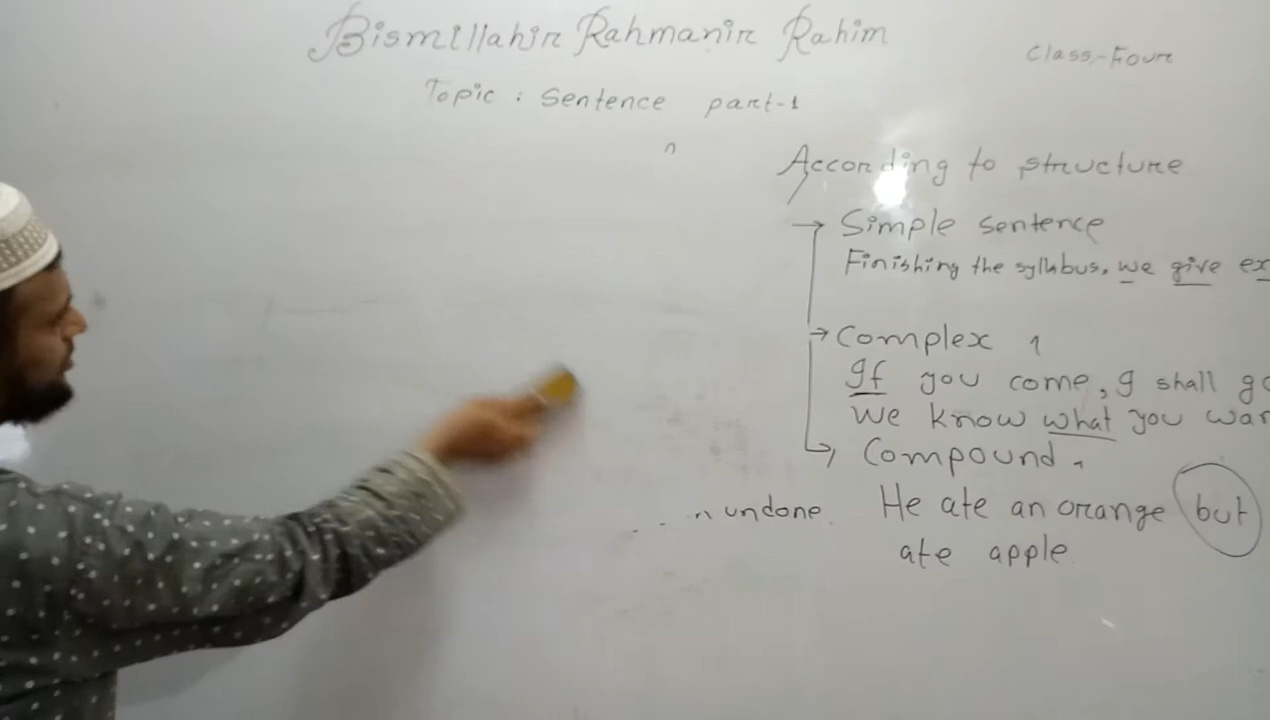 Bismillahir Rahmanir Rahim
Class-Four
Topic : Sentence part-1
According to structure
→ Simple sentence
Finishing the syllabus, we give
→ Complex
If you come, I shall
We know what you
→ Compound.
undone. He ate an orange but
ate apple